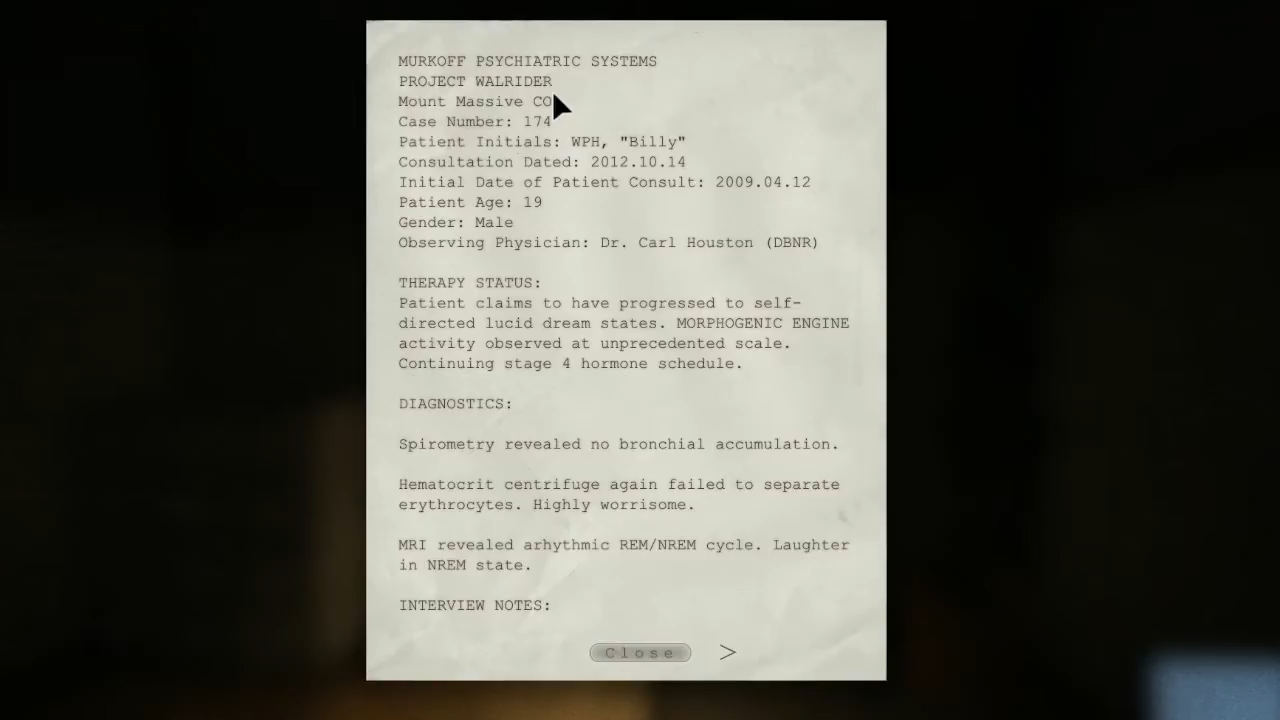 MURKOFF PSYCHIATRIC SYSTEMS
PROJECT WALRIDER
Mount Massive CO
Case Number: 174
Patient Initials: WPH, "Billy"
Consultation Dated: 2012.10.14
Initial Date of Patient Consult: 2009.04.12
Patient Age: 19
Gender: Male
Observing Physician: Dr. Carl Houston (DBNR)
THERAPY STATUS:
Patient claims to have progressed to self-
directed lucid dream states. MORPHOGENIC ENGINE
activity observed at unprecedented scale.
Continuing stage 4 hormone schedule.
DIAGNOSTICS:
Spirometry revealed no bronchial accumulation.
Hematocrit centrifuge again failed to separate
erythrocytes. Highly worrisome.
MRI revealed arhythmic REM/NREM cycle. Laughter
in NREM state.
INTERVIEW NOTES:
Close >